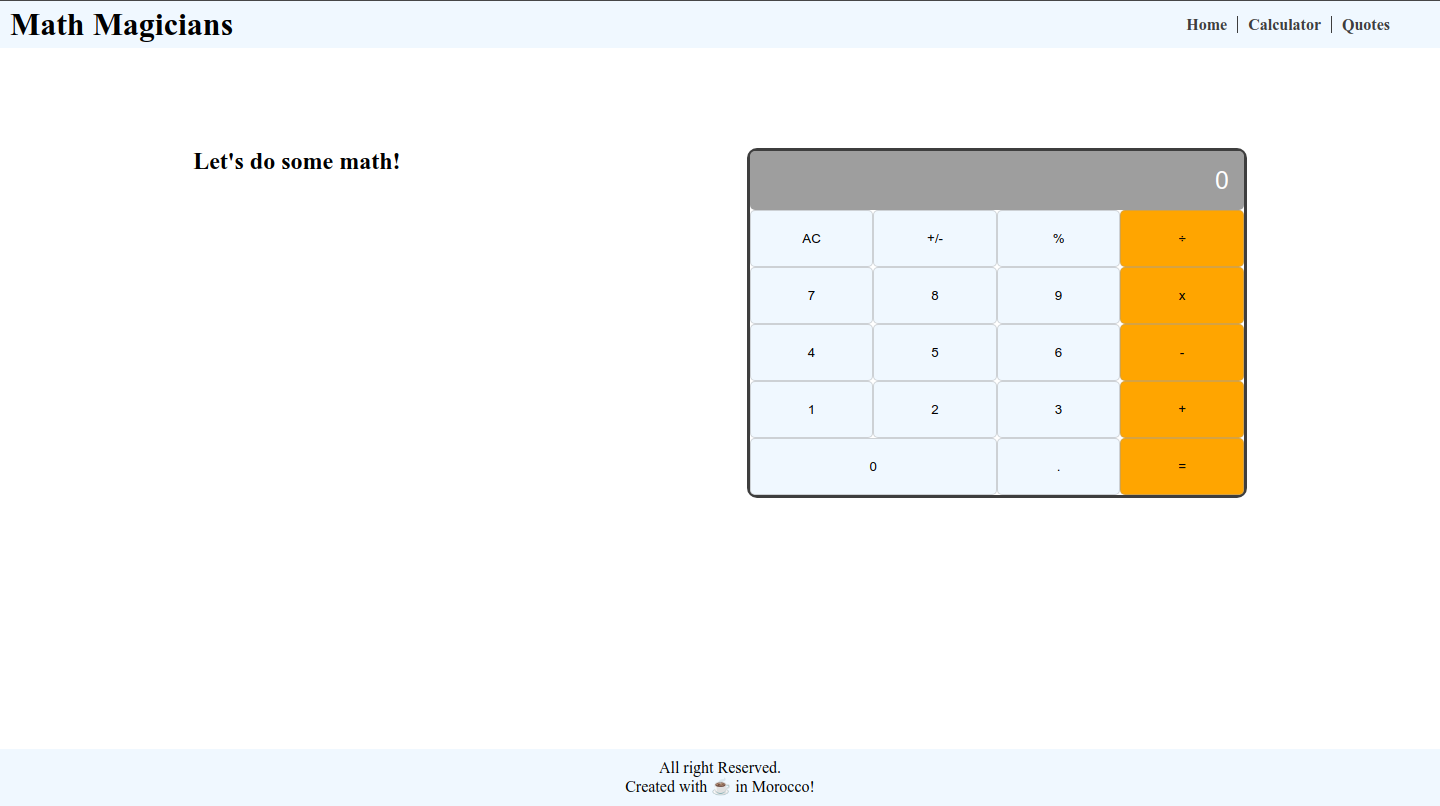 Math Magicians
Home | Calculator | Quotes
Let's do some math!
0
AC +/- % ÷
7 8 9 x
4 5 6 -
1 2 3 +
0 . =
All right Reserved.
Created with ☕ in Morocco!